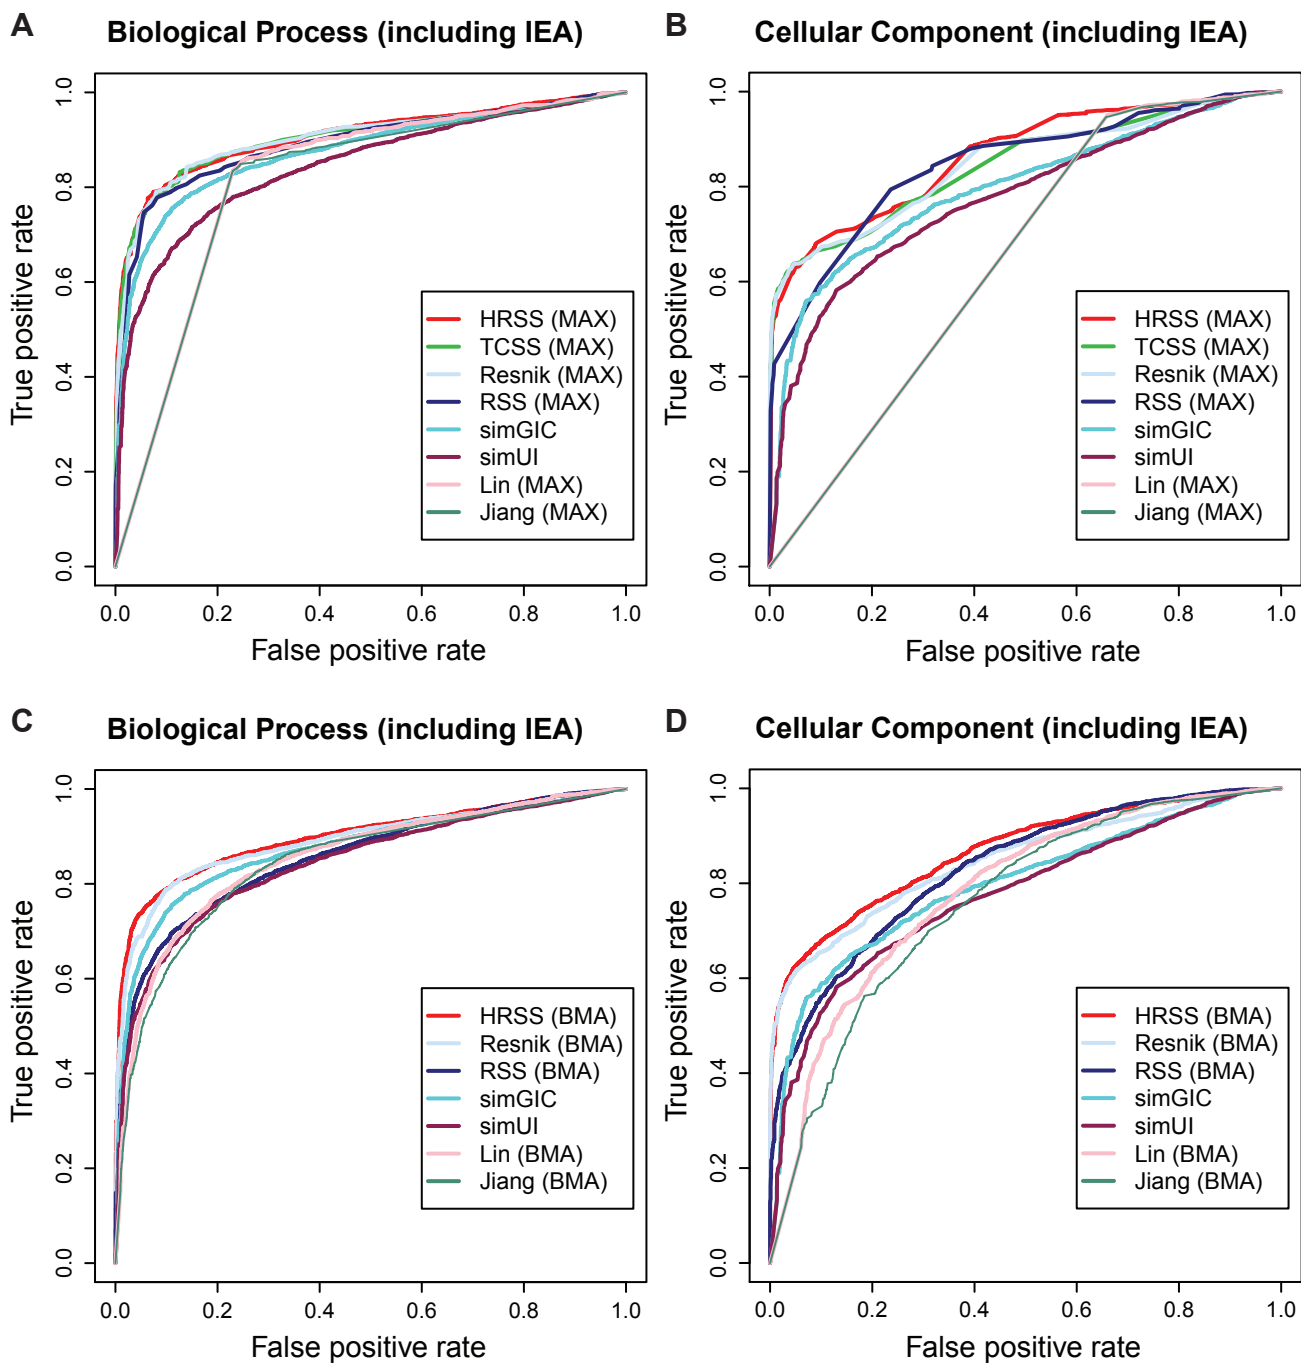 A
Biological Process (including IEA)
True positive rate
0.0
0.2
0.4
0.6
0.8
1.0
HRSS (MAX)
TCSS (MAX)
Resnik (MAX)
RSS (MAX)
simGIC
simUI
Lin (MAX)
Jiang (MAX)
0.0 0.2 0.4 0.6 0.8 1.0
False positive rate
B
Cellular Component (including IEA)
True positive rate
0.0
0.2
0.4
0.6
0.8
1.0
HRSS (MAX)
TCSS (MAX)
Resnik (MAX)
RSS (MAX)
simGIC
simUI
Lin (MAX)
Jiang (MAX)
0.0 0.2 0.4 0.6 0.8 1.0
False positive rate
C
Biological Process (including IEA)
True positive rate
0.0
0.2
0.4
0.6
0.8
1.0
HRSS (BMA)
Resnik (BMA)
RSS (BMA)
simGIC
simUI
Lin (BMA)
Jiang (BMA)
0.0 0.2 0.4 0.6 0.8 1.0
False positive rate
D
Cellular Component (including IEA)
True positive rate
0.0
0.2
0.4
0.6
0.8
1.0
HRSS (BMA)
Resnik (BMA)
RSS (BMA)
simGIC
simUI
Lin (BMA)
Jiang (BMA)
0.0 0.2 0.4 0.6 0.8 1.0
False positive rate